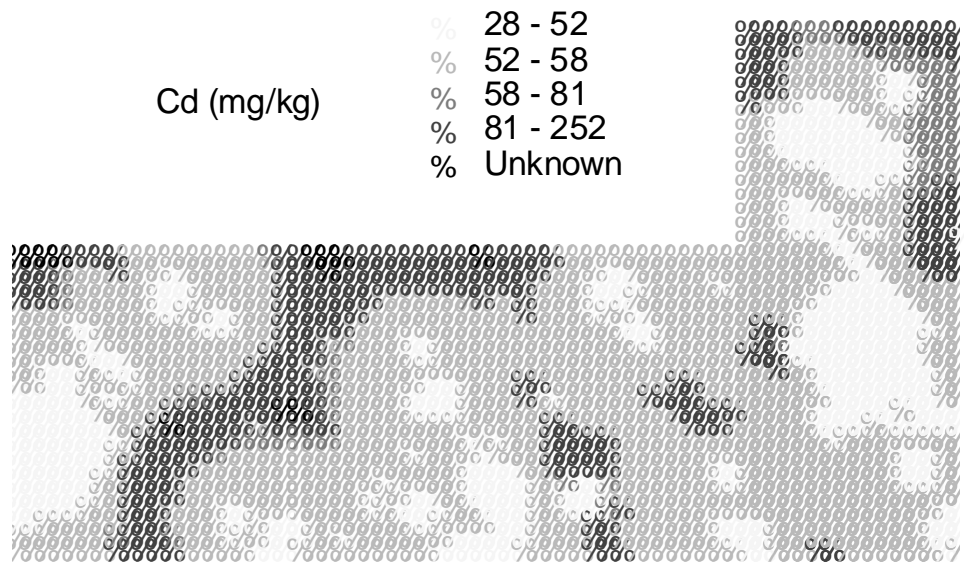 % 28 - 52
% 52 - 58
Cd (mg/kg)
% 58 - 81
% 81 - 252
% Unknown